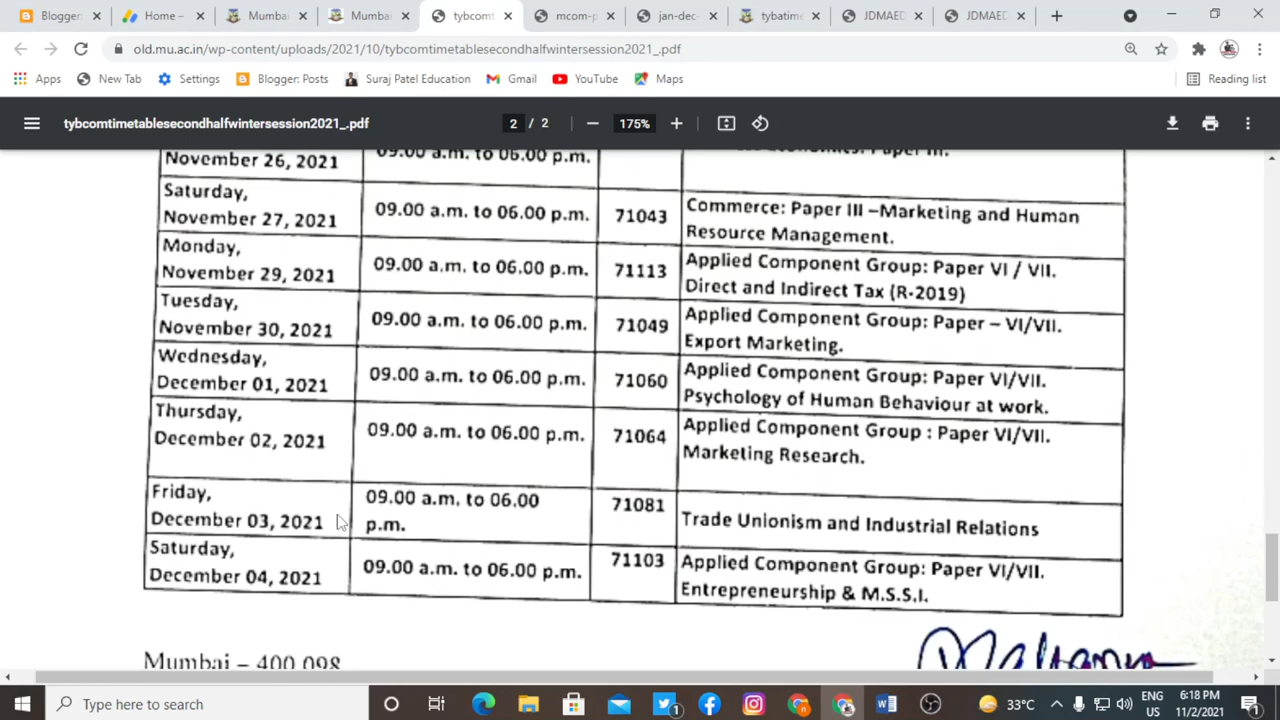 Blogger:
Home –
Mumbai
Mumbai
tybcomt
mcom-p
jan-dec-
tybatime
JDMAED
JDMAED
old.mu.ac.in/wp-content/uploads/2021/10/tybcomtimetablesecondhalfwintersession2021_.pdf
Apps New Tab Settings Blogger: Posts Suraj Patel Education Gmail YouTube Maps Reading list
tybcomtimetablesecondhalfwintersession2021_.pdf 2 / 2 175%
November 26, 2021
09.00 a.m. to 06.00 p.m.
Economics: Paper III.
Saturday,
November 27, 2021
09.00 a.m. to 06.00 p.m.
71043
Commerce: Paper III –Marketing and Human
Resource Management.
Monday,
November 29, 2021
09.00 a.m. to 06.00 p.m.
71113
Applied Component Group: Paper VI / VII.
Direct and Indirect Tax (R-2019)
Tuesday,
November 30, 2021
09.00 a.m. to 06.00 p.m.
71049
Applied Component Group: Paper – VI/VII.
Export Marketing.
Wednesday,
December 01, 2021
09.00 a.m. to 06.00 p.m.
71060
Applied Component Group: Paper VI/VII.
Psychology of Human Behaviour at work.
Thursday,
December 02, 2021
09.00 a.m. to 06.00 p.m.
71064
Applied Component Group : Paper VI/VII.
Marketing Research.
Friday,
December 03, 2021
09.00 a.m. to 06.00
p.m.
71081
Trade Unionism and Industrial Relations
Saturday,
December 04, 2021
09.00 a.m. to 06.00 p.m.
71103
Applied Component Group: Paper VI/VII.
Entrepreneurship & M.S.S.I.
Mumbai – 400 098
Type here to search
1
33°C
ENG
US
6:18 PM
11/2/2021
1